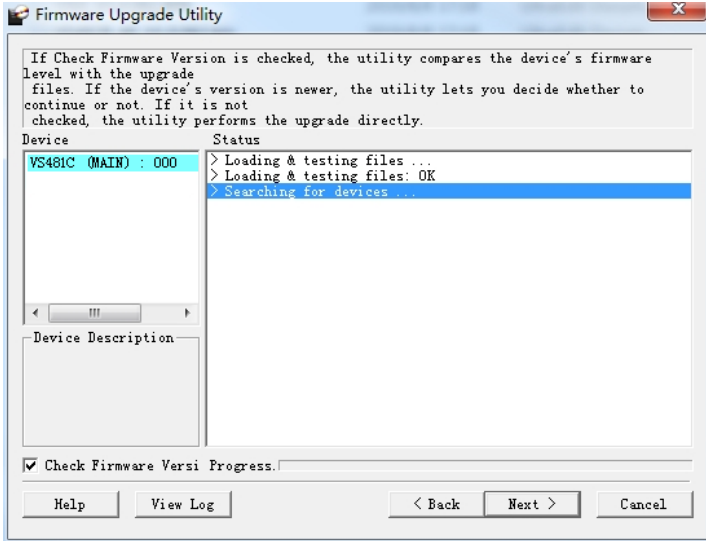 Firmware Upgrade Utility
If Check Firmware Version is checked, the utility compares the device's firmware
level with the upgrade
files. If the device's version is newer, the utility lets you decide whether to
continue or not. If it is not
checked, the utility performs the upgrade directly.
Device
Status
VS481C (MAIN) : 000
> Loading & testing files ...
> Loading & testing files: OK
> Searching for devices ...
Device Description
Check Firmware Versi Progress.
Help
View Log
< Back
Next >
Cancel